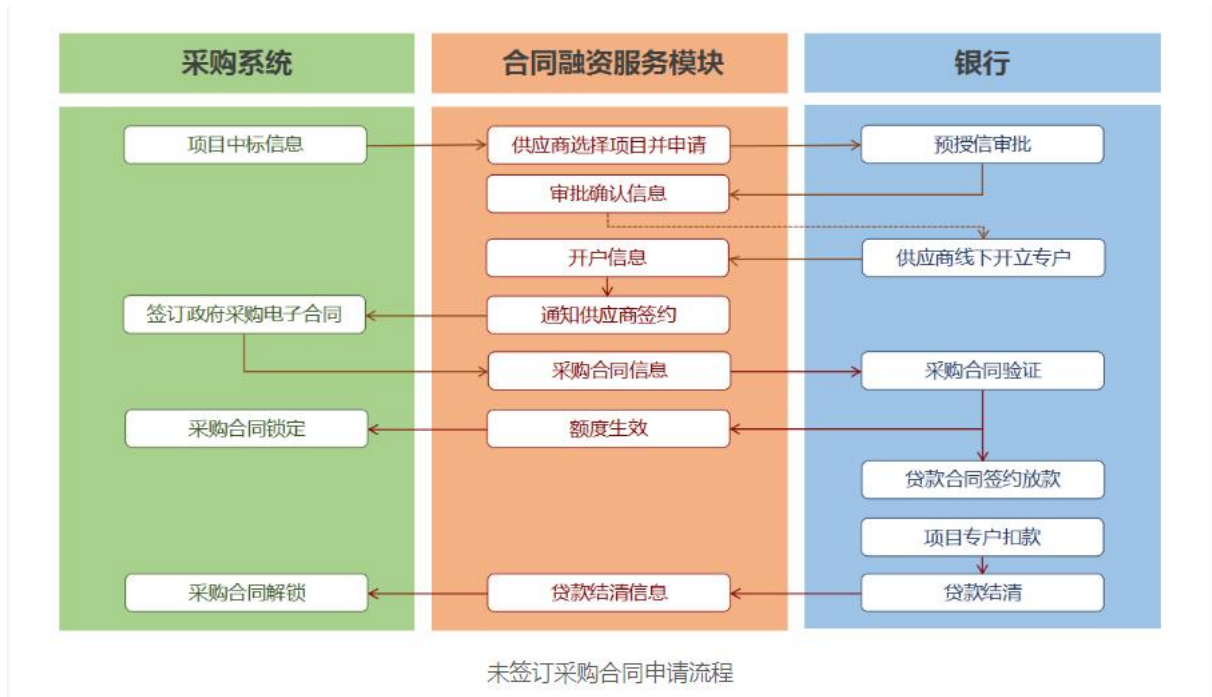 采购系统
合同融资服务模块
银行
项目中标信息
供应商选择项目并申请
预授信审批
审批确认信息
开户信息
供应商线下开立专户
签订政府采购电子合同
通知供应商签约
采购合同信息
采购合同验证
采购合同锁定
额度生效
贷款合同签约放款
项目专户扣款
采购合同解锁
贷款结清信息
贷款结清
未签订采购合同申请流程